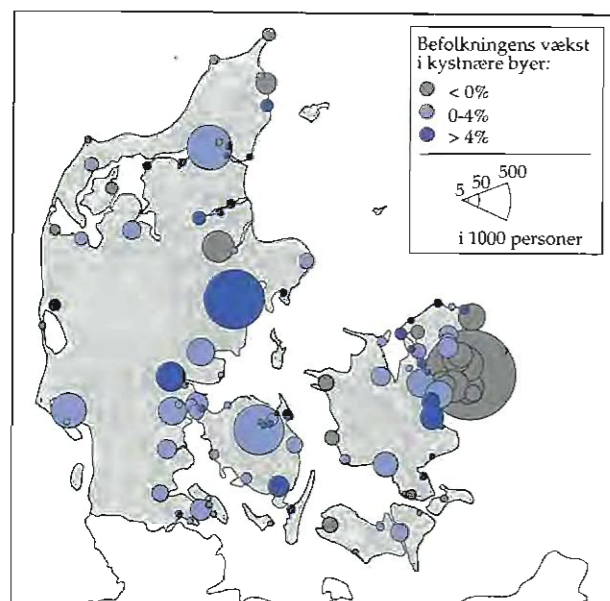 Befolkningens vækst
i kystnære byer:
< 0%
0-4%
> 4%
5 50 500
i 1000 personer